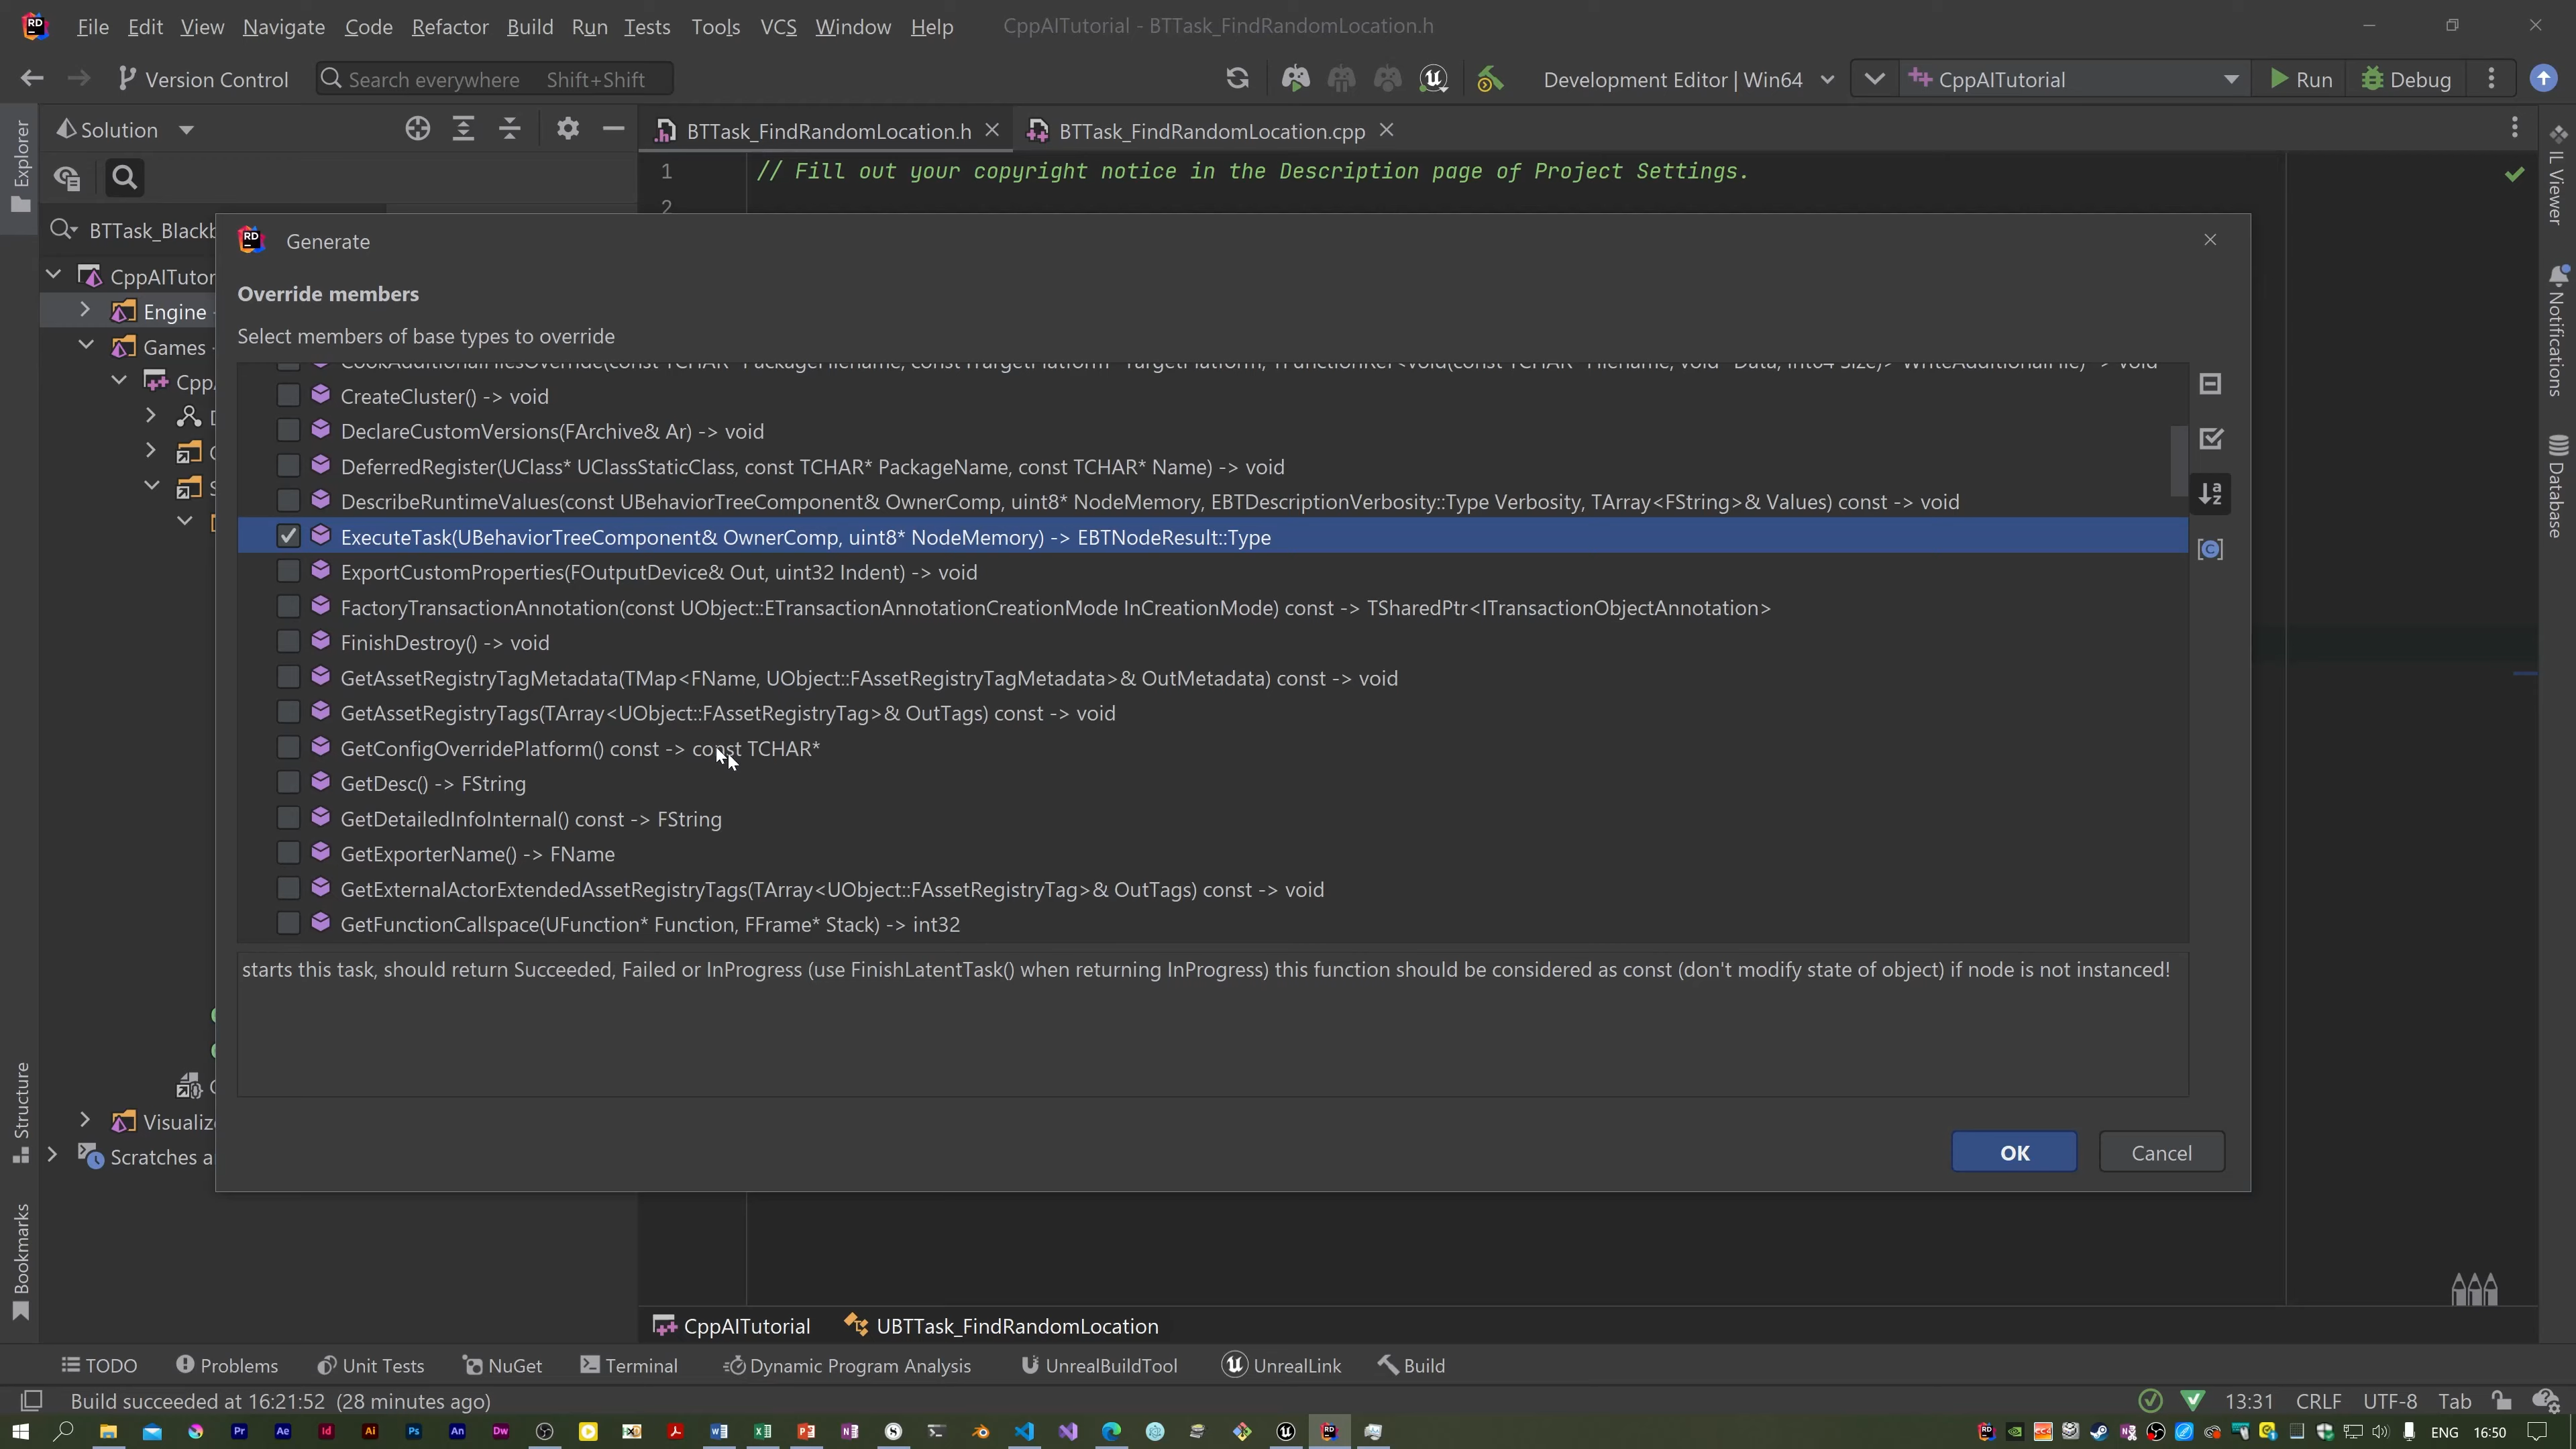 File Edit View Navigate Code Refactor Build Run Tests Tools VCS Window Help CppAITutorial - BTTask_FindRandomLocation.h
Version Control Search everywhere Shift+Shift Development Editor | Win64 CppAITutorial Run Debug
Explorer
Solution
BTTask_FindRandomLocation.h BTTask_FindRandomLocation.cpp
1 // Fill out your copyright notice in the Description page of Project Settings.
2
IL Viewer
Notifications
Database
BTTask_Blackb
CppAITutor
Engine
Games
Cpp
Generate
Override members
Select members of base types to override
CreateCluster() -> void
DeclareCustomVersions(FArchive& Ar) -> void
DeferredRegister(UClass* UClassStaticClass, const TCHAR* PackageName, const TCHAR* Name) -> void
DescribeRuntimeValues(const UBehaviorTreeComponent& OwnerComp, uint8* NodeMemory, EBTDescriptionVerbosity::Type Verbosity, TArray<FString>& Values) const -> void
ExecuteTask(UBehaviorTreeComponent& OwnerComp, uint8* NodeMemory) -> EBTNodeResult::Type
ExportCustomProperties(FOutputDevice& Out, uint32 Indent) -> void
FactoryTransactionAnnotation(const UObject::ETransactionAnnotationCreationMode InCreationMode) const -> TSharedPtr<ITransactionObjectAnnotation>
FinishDestroy() -> void
GetAssetRegistryTagMetadata(TMap<FName, UObject::FAssetRegistryTagMetadata>& OutMetadata) const -> void
GetAssetRegistryTags(TArray<UObject::FAssetRegistryTag>& OutTags) const -> void
GetConfigOverridePlatform() const -> const TCHAR*
GetDesc() -> FString
GetDetailedInfoInternal() const -> FString
GetExporterName() -> FName
GetExternalActorExtendedAssetRegistryTags(TArray<UObject::FAssetRegistryTag>& OutTags) const -> void
GetFunctionCallspace(UFunction* Function, FFrame* Stack) -> int32
starts this task, should return Succeeded, Failed or InProgress (use FinishLatentTask() when returning InProgress) this function should be considered as const (don't modify state of object) if node is not instanced!
OK Cancel
Visualiz
Scratches a
Structure
Bookmarks
CppAITutorial UBTTask_FindRandomLocation
TODO Problems Unit Tests NuGet Terminal Dynamic Program Analysis UnrealBuildTool UnrealLink Build
Build succeeded at 16:21:52 (28 minutes ago) 13:31 CRLF UTF-8 Tab
ENG 16:50